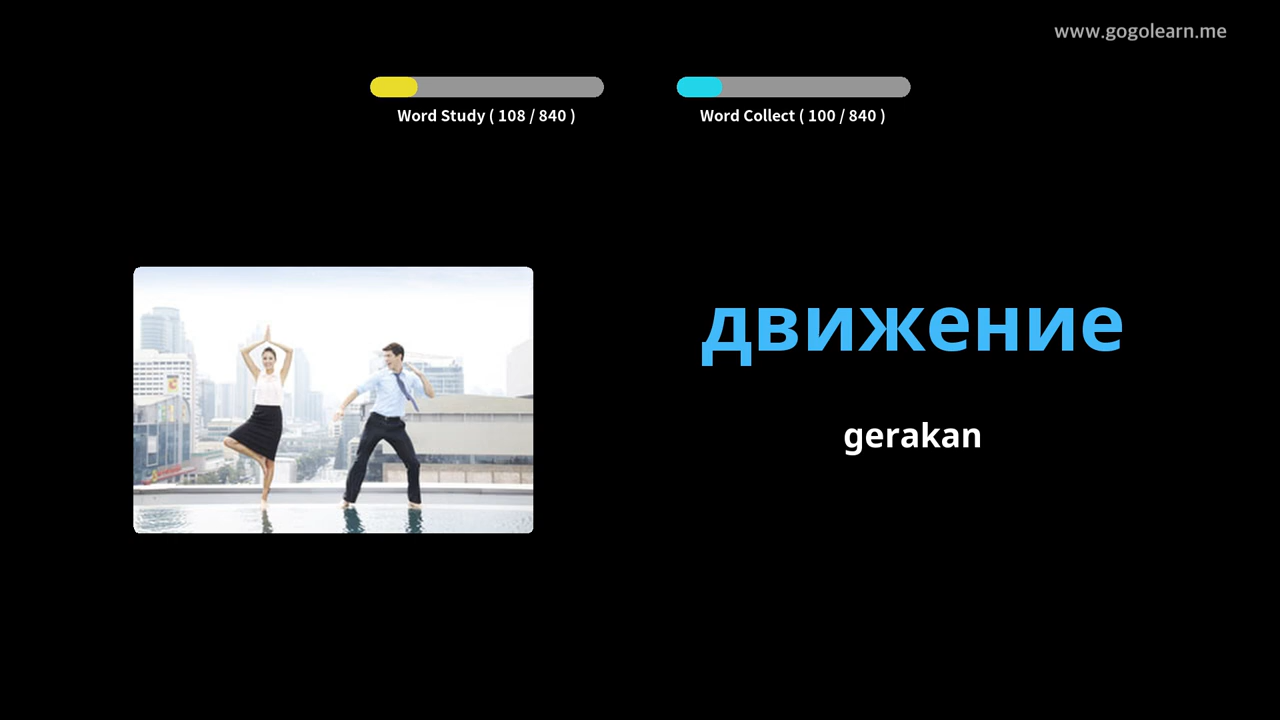 www.gogolearn.me
Word Study ( 108 / 840 )
Word Collect ( 100 / 840 )
движение
gerakan